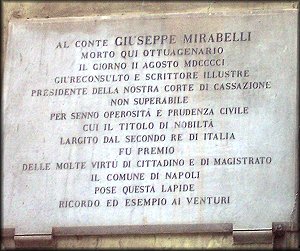 AL CONTE GIUSEPPE MIRABELLI
MORTO QUI OTTUAGENARIO
IL GIORNO II AGOSTO MDCCCCI
GIURECONSULTO E SCRITTORE ILLUSTRE
PRESIDENTE DELLA NOSTRA CORTE DI CASSAZIONE
NON SUPERABILE
PER SENNO OPEROSITÁ E PRUDENZA CIVILE
CUI IL TITOLO DI NOBILTÁ
LARGITO DAL SECONDO RE DI ITALIA
FU PREMIO
DELLE MOLTE VIRTÚ DI CITTADINO E DI MAGISTRATO
IL COMUNE DI NAPOLI
POSE QUESTA LAPIDE
RICORDO ED ESEMPIO AI VENTURI